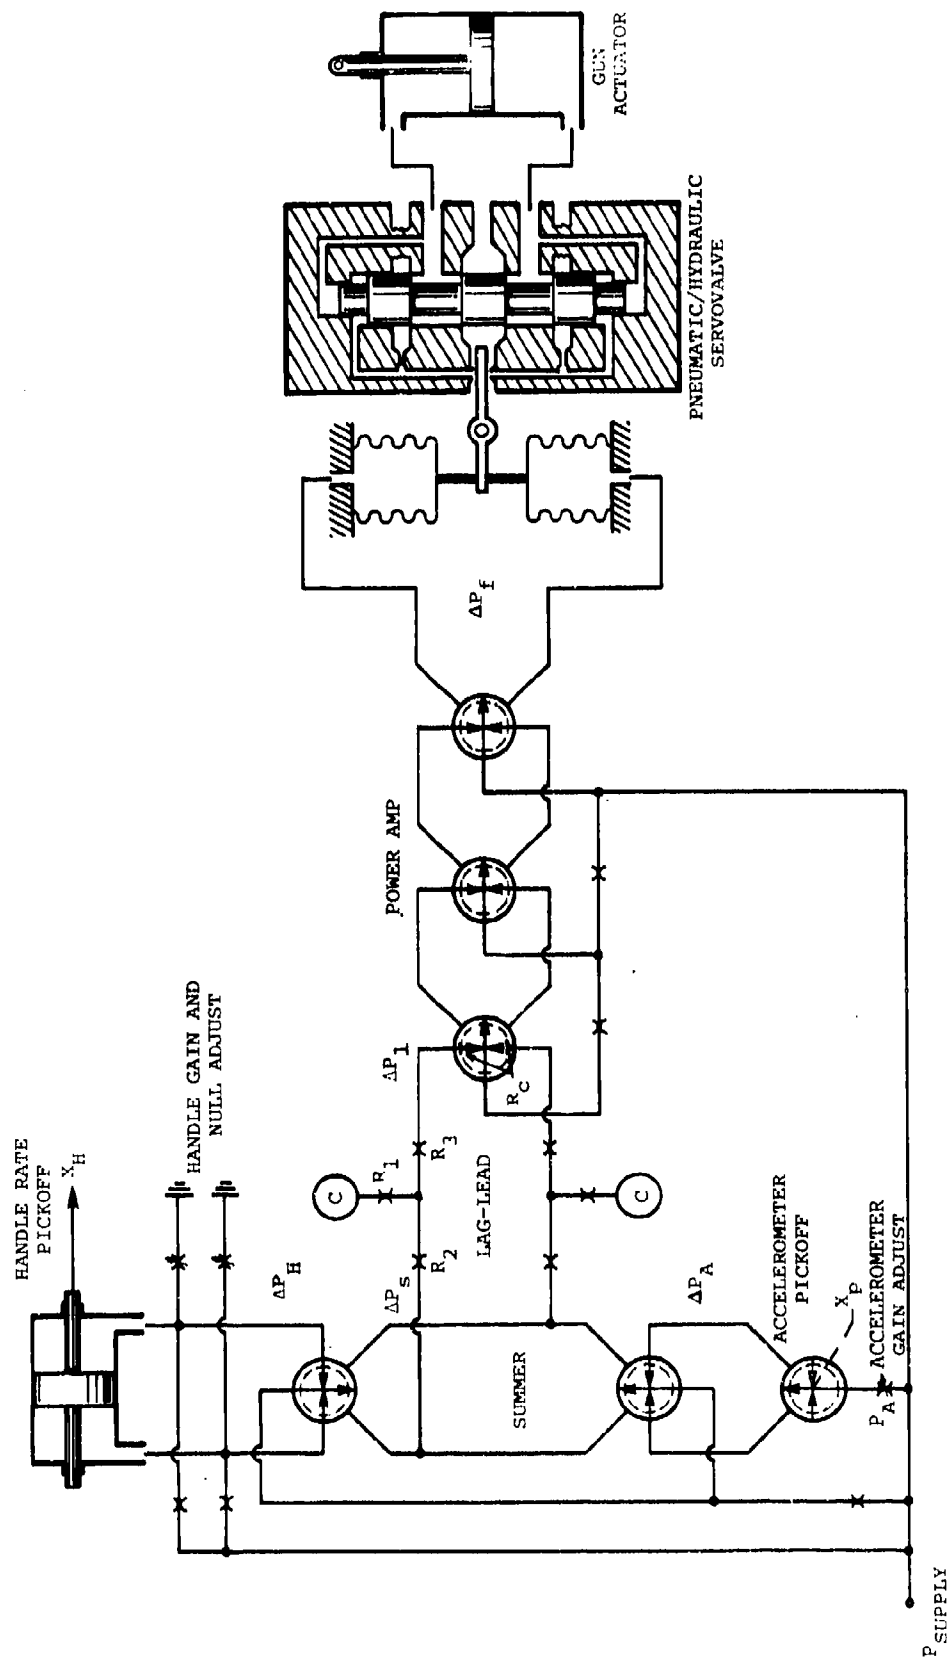 HANDLE RATE
PICKOFF
X_H
HANDLE GAIN AND
NULL ADJUST
ΔP_H
ΔP_S
C
R_1
R_2
R_3
LAG-LEAD
C
SUMMER
ΔP_A
ACCELEROMETER
PICKOFF
X_p
P_A
ACCELEROMETER
GAIN ADJUST
P_SUPPLY
ΔP_1
R_C
POWER AMP
ΔP_f
PNEUMATIC/HYDRAULIC
SERVOVALVE
GUN
ACTUATOR